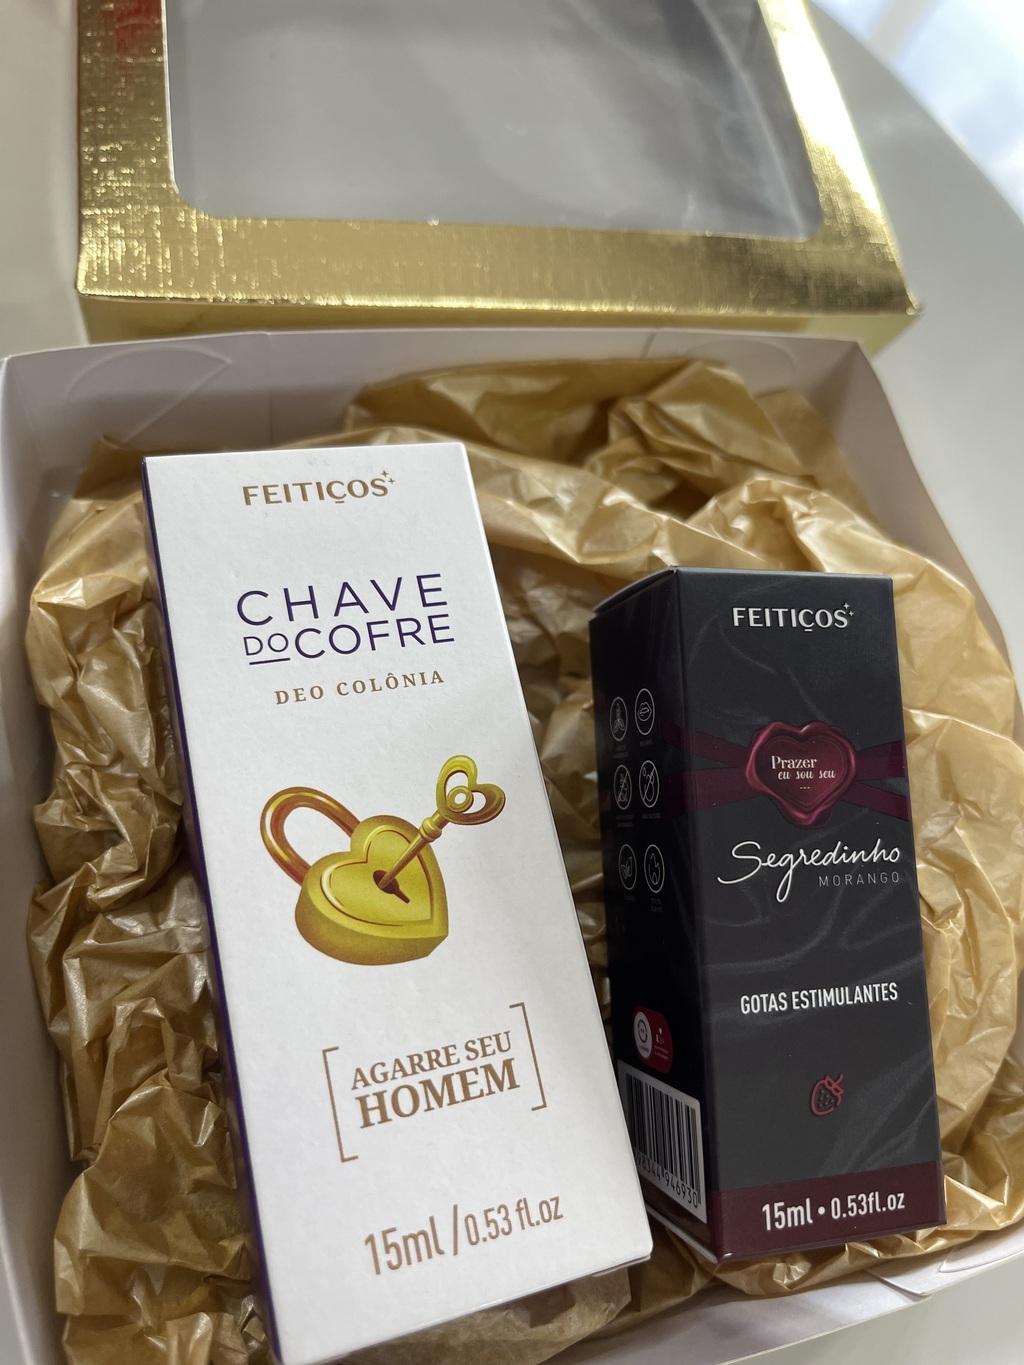 FEITIÇOS
CHAVE
DO COFRE
DEO COLÔNIA
AGARRE SEU
HOMEM
15ml / 0.53 fl.oz
FEITIÇOS
Prazer
eu sou seu
...
Segredinho
MORANGO
GOTAS ESTIMULANTES
15ml • 0.53fl.oz